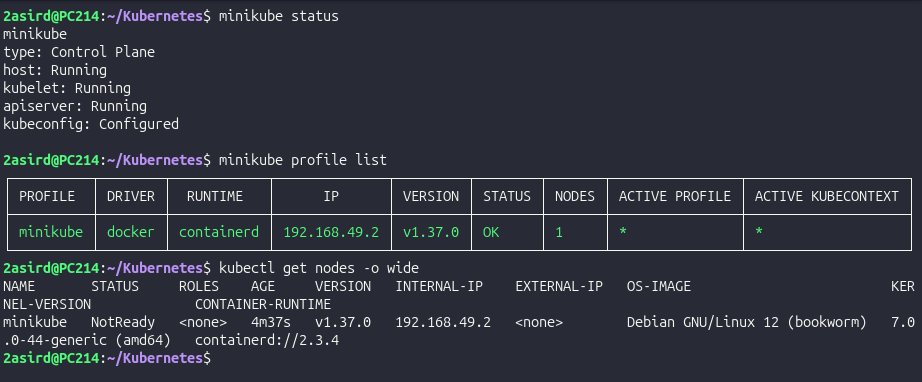 2asird@PC214:~/Kubernetes$ minikube status
minikube
type: Control Plane
host: Running
kubelet: Running
apiserver: Running
kubeconfig: Configured
2asird@PC214:~/Kubernetes$ minikube profile list
PROFILE DRIVER RUNTIME IP VERSION STATUS NODES ACTIVE PROFILE ACTIVE KUBECONTEXT
minikube docker containerd 192.168.49.2 v1.37.0 OK 1 * *
2asird@PC214:~/Kubernetes$ kubectl get nodes -o wide
NAME STATUS ROLES AGE VERSION INTERNAL-IP EXTERNAL-IP OS-IMAGE KER
NEL-VERSION CONTAINER-RUNTIME
minikube NotReady <none> 4m37s v1.37.0 192.168.49.2 <none> Debian GNU/Linux 12 (bookworm) 7.0
.0-44-generic (amd64) containerd://2.3.4
2asird@PC214:~/Kubernetes$